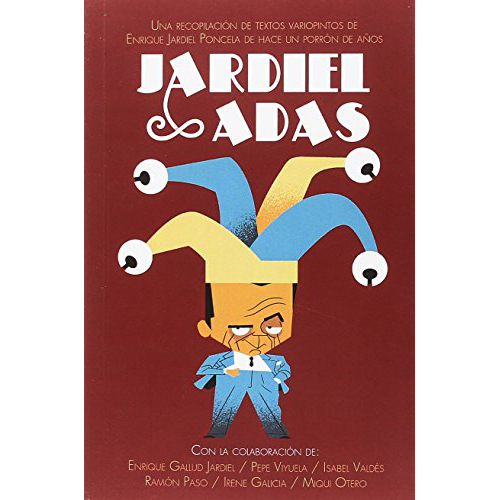 UNA RECOPILACIÓN DE TEXTOS VARIOPINTOS DE
ENRIQUE JARDIEL PONCELA DE HACE UN PORRÓN DE AÑOS
JARDIEL
ADAS
CON LA COLABORACIÓN DE:
ENRIQUE GALLUD JARDIEL / PEPE VIYUELA / ISABEL VALDÉS
RAMÓN PASO / IRENE GALICIA / MIQUI OTERO